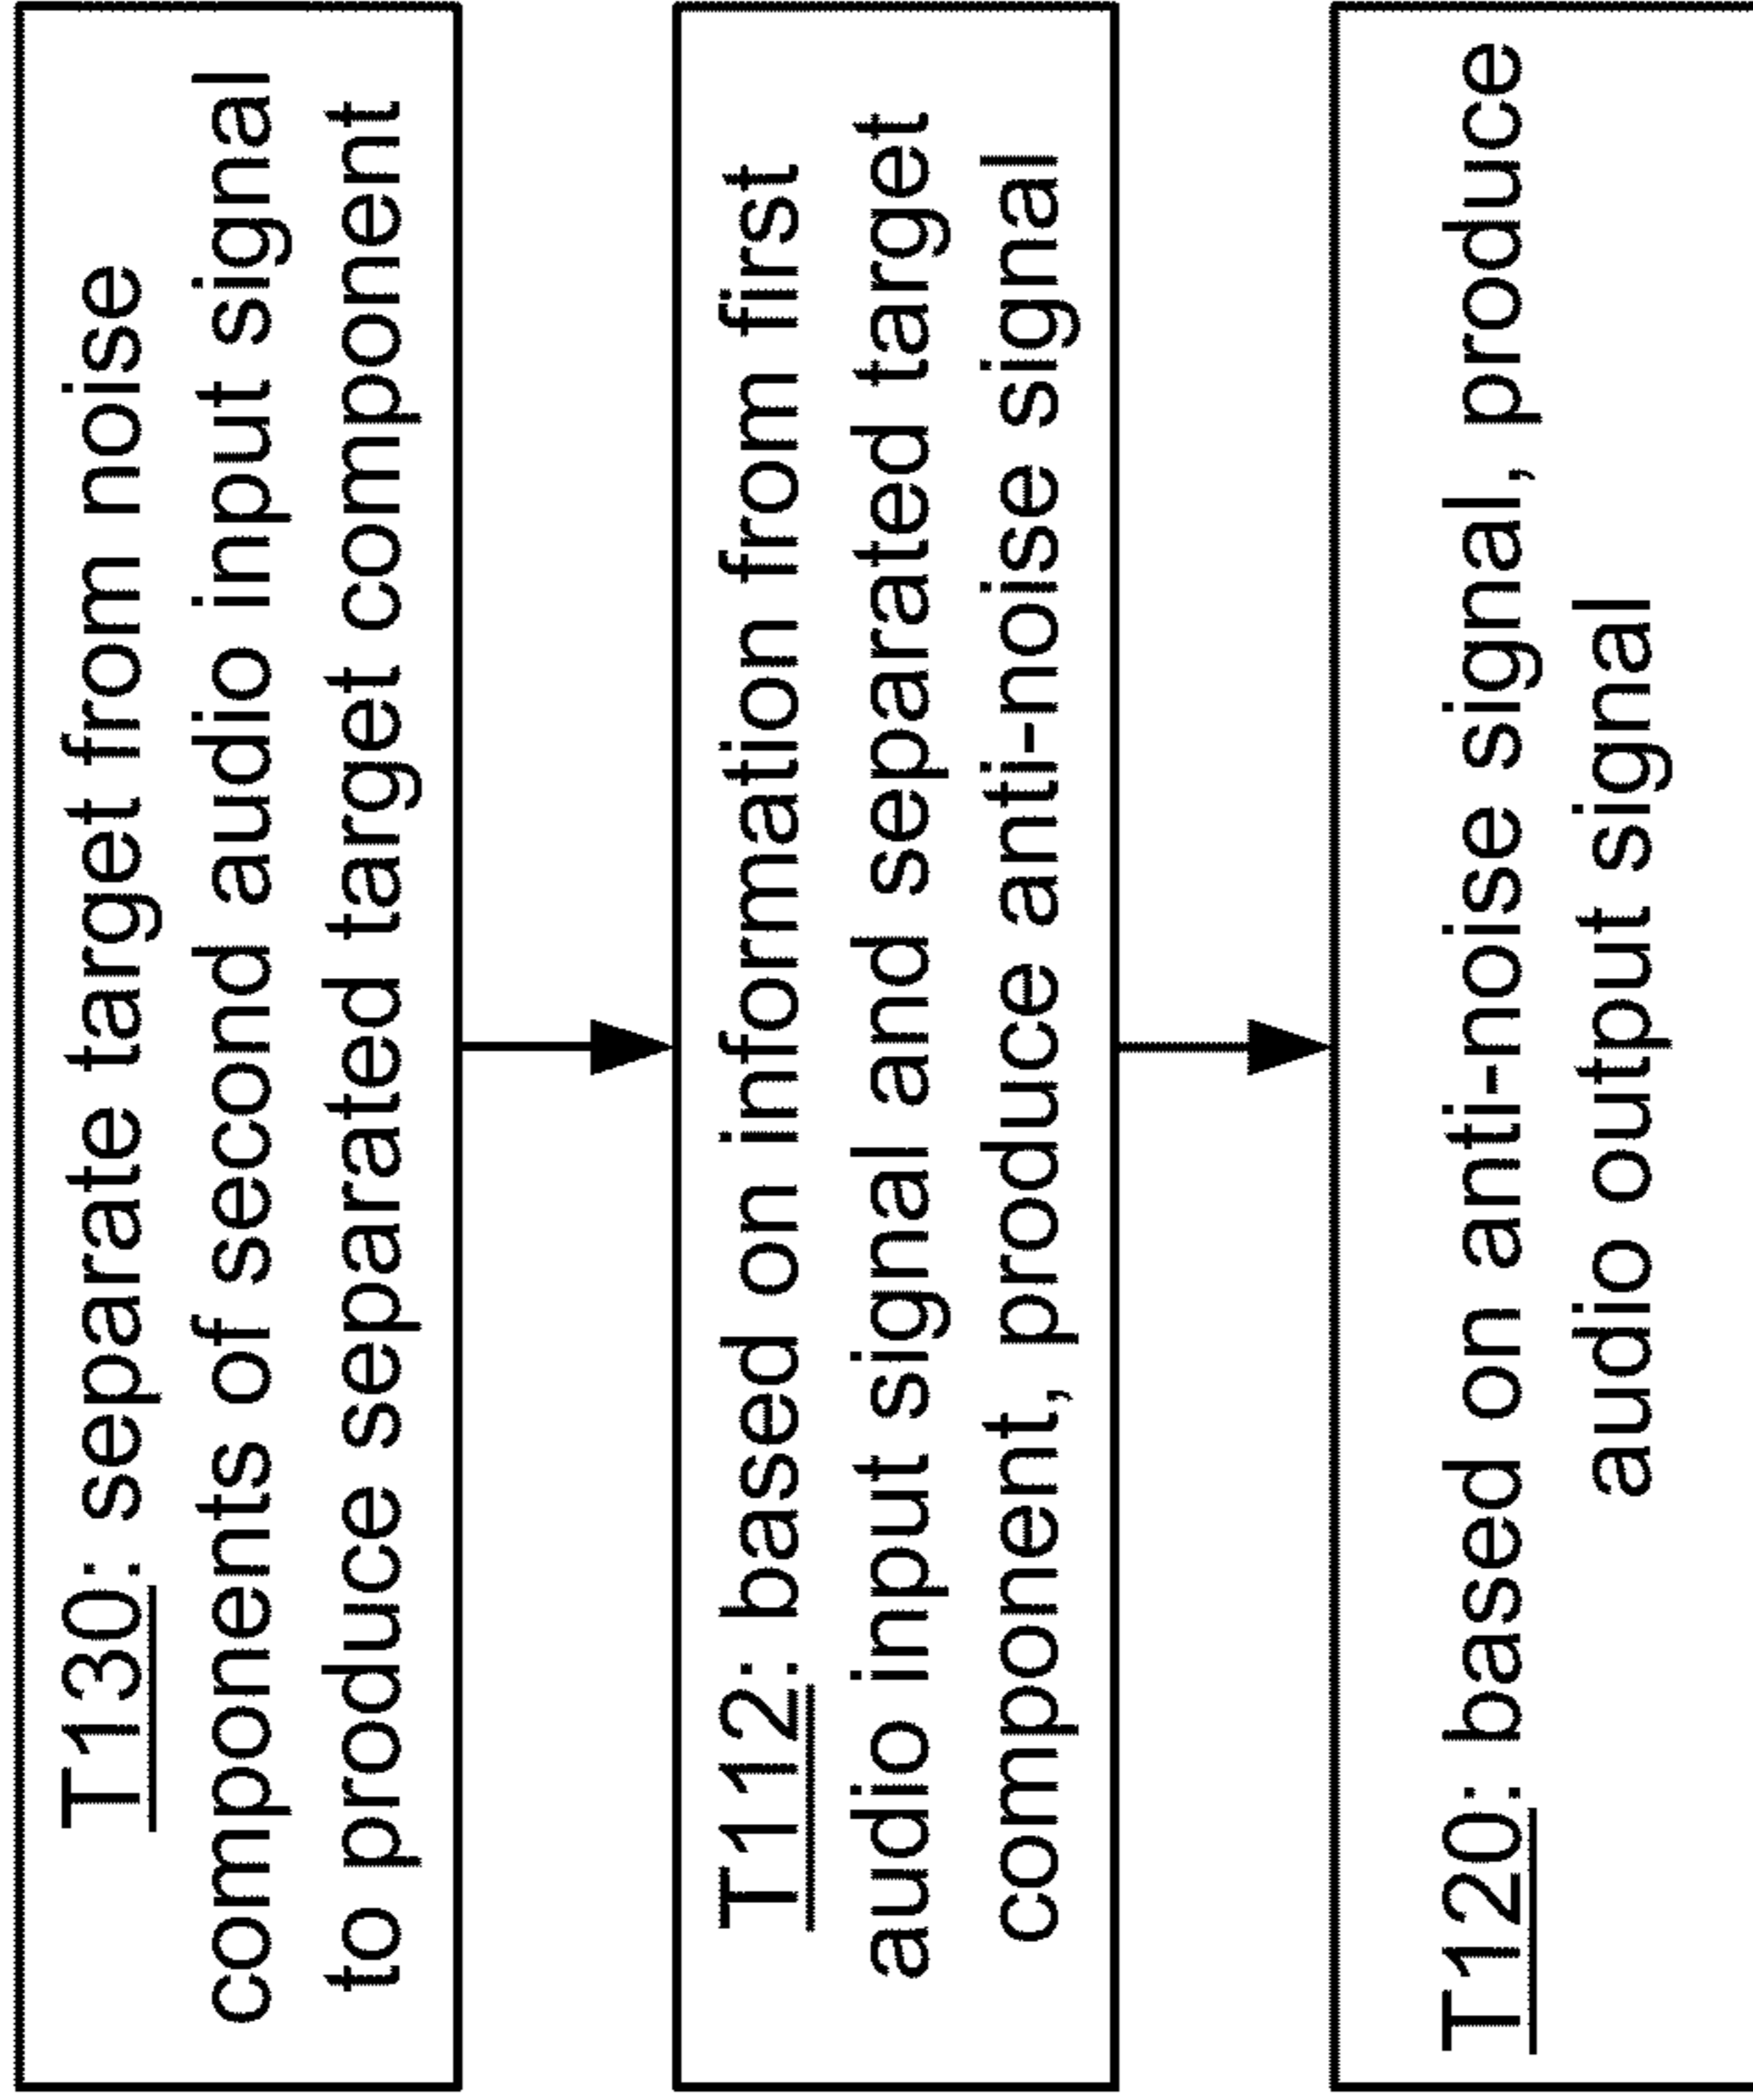 T130: separate target from noise
components of second audio input signal
to produce separated target component
T112: based on information from first
audio input signal and separated target
component, produce anti-noise signal
T120: based on anti-noise signal, produce
audio output signal